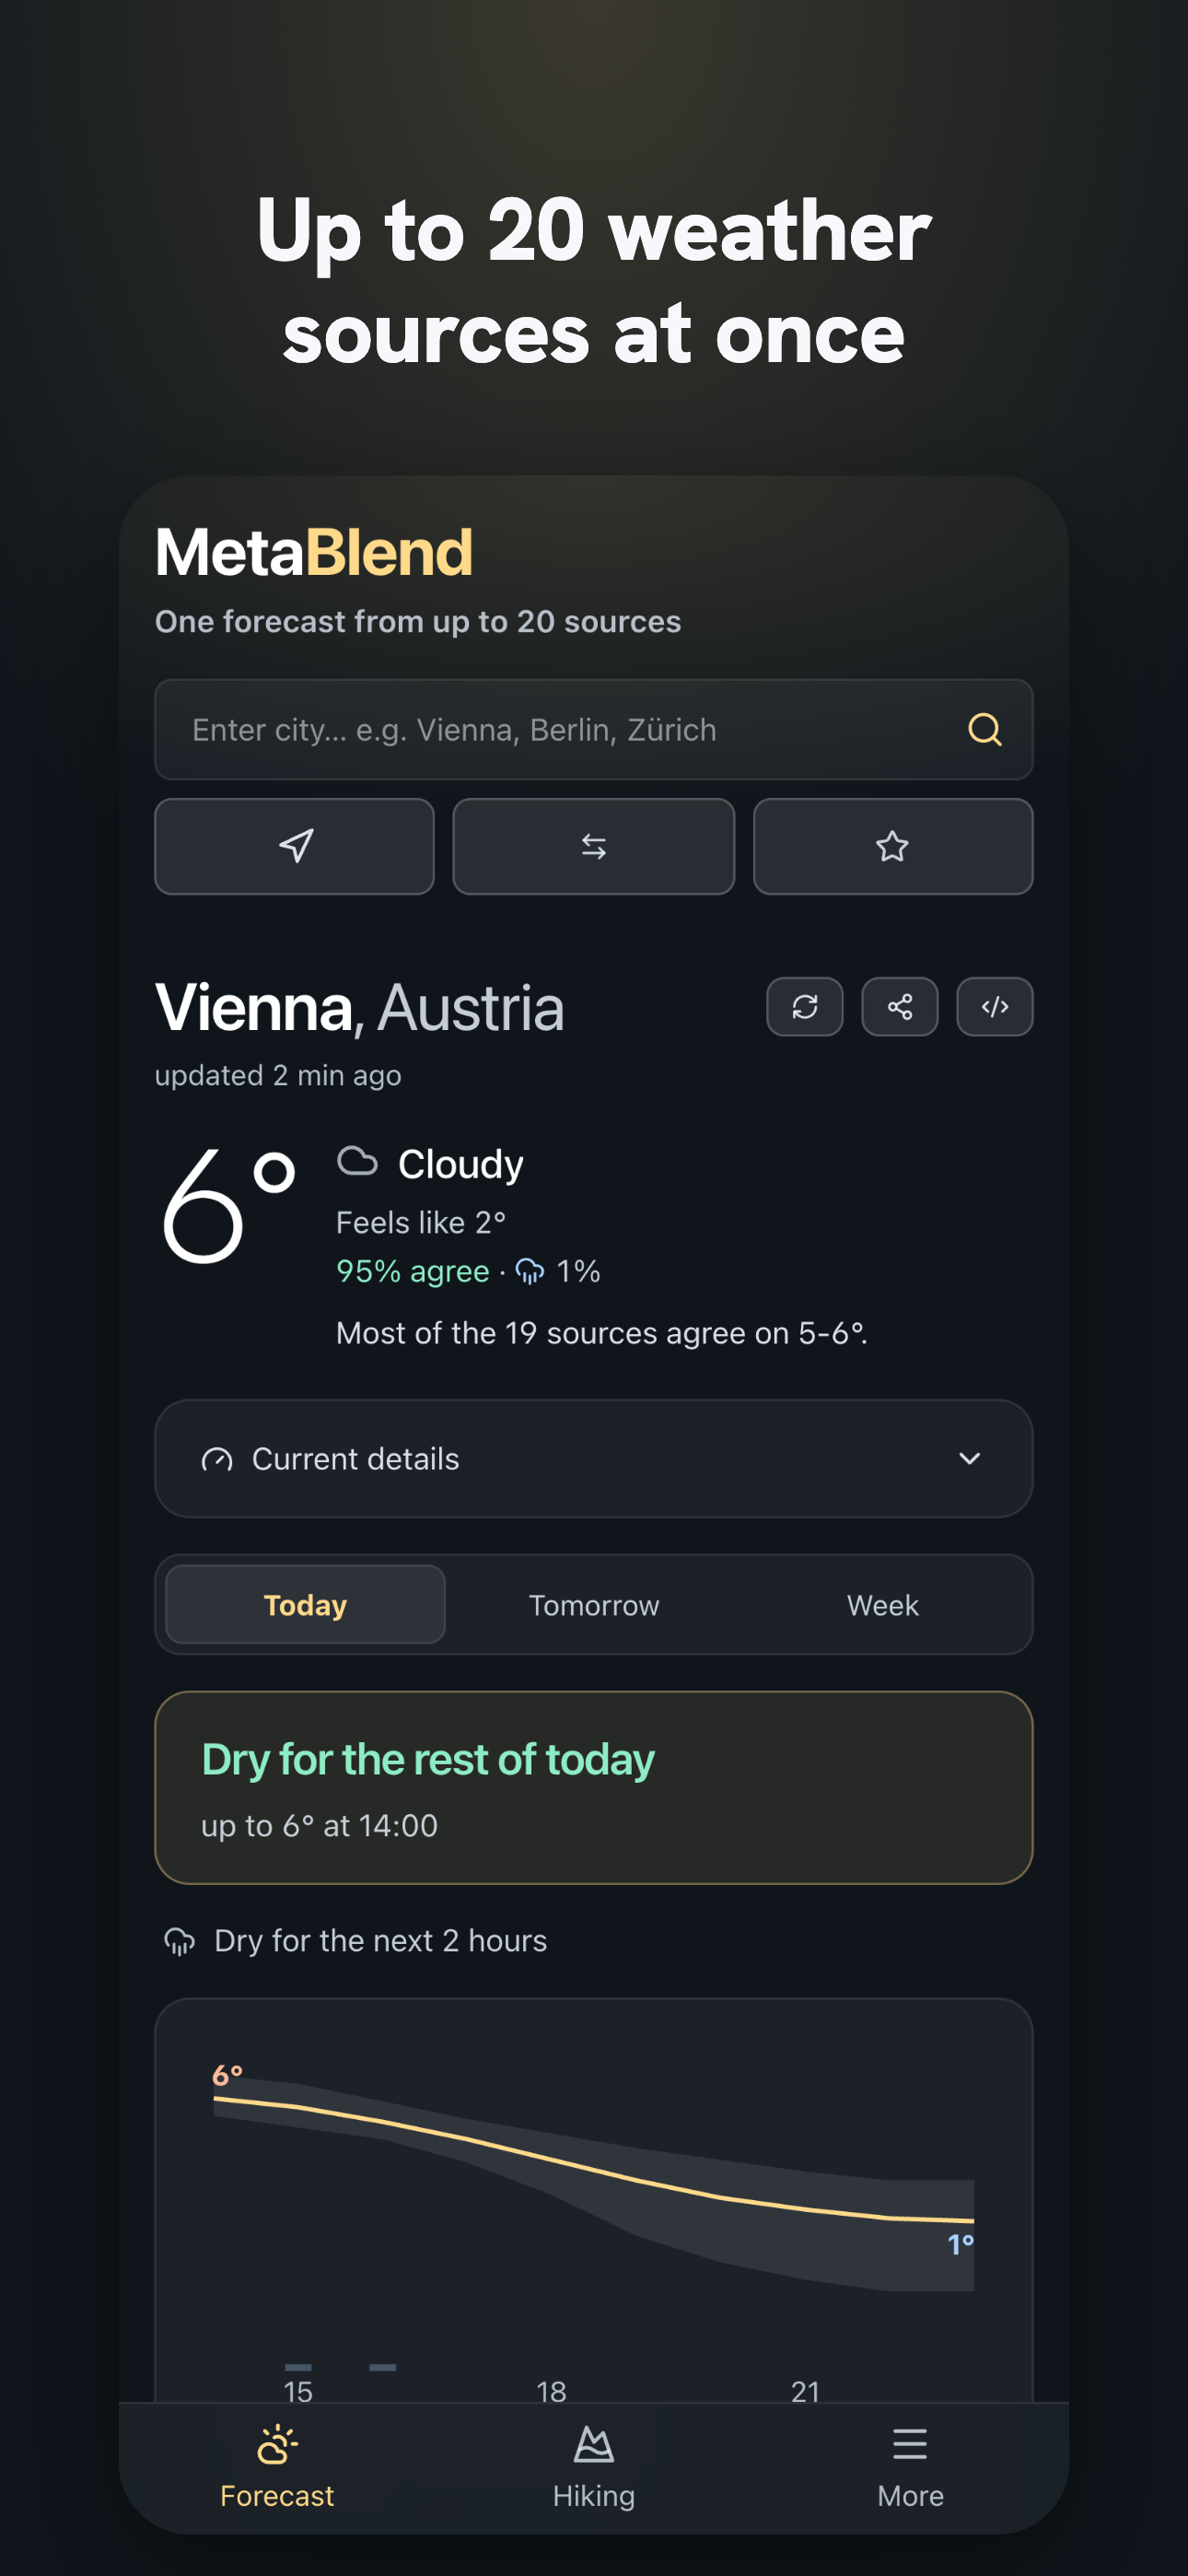 Up to 20 weather
sources at once
MetaBlend
One forecast from up to 20 sources
Enter city... e.g. Vienna, Berlin, Zürich
Vienna, Austria
updated 2 min ago
6°
Cloudy
Feels like 2°
95% agree · 1%
Most of the 19 sources agree on 5-6°.
Current details
Today Tomorrow Week
Dry for the rest of today
up to 6° at 14:00
Dry for the next 2 hours
6°
1°
15 18 21
Forecast Hiking More